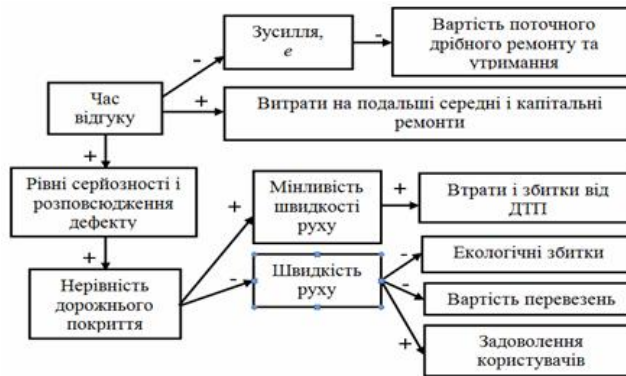 Зусилля,
е
Вартість поточного
дрібного ремонту та
утримання
-
-
Час
відгуку
+
Витрати на подальші середні і капітальні
ремонти
+
Рівні серйозності і
розповсюдження
дефекту
+
Мінливість
швидкості
руху
+
Втрати і збитки від
ДТП
+
Нерівність
дорожнього
покриття
-
Швидкість
руху
-
Екологічні збитки
-
Вартість перевезень
+
Задоволення
користувачів